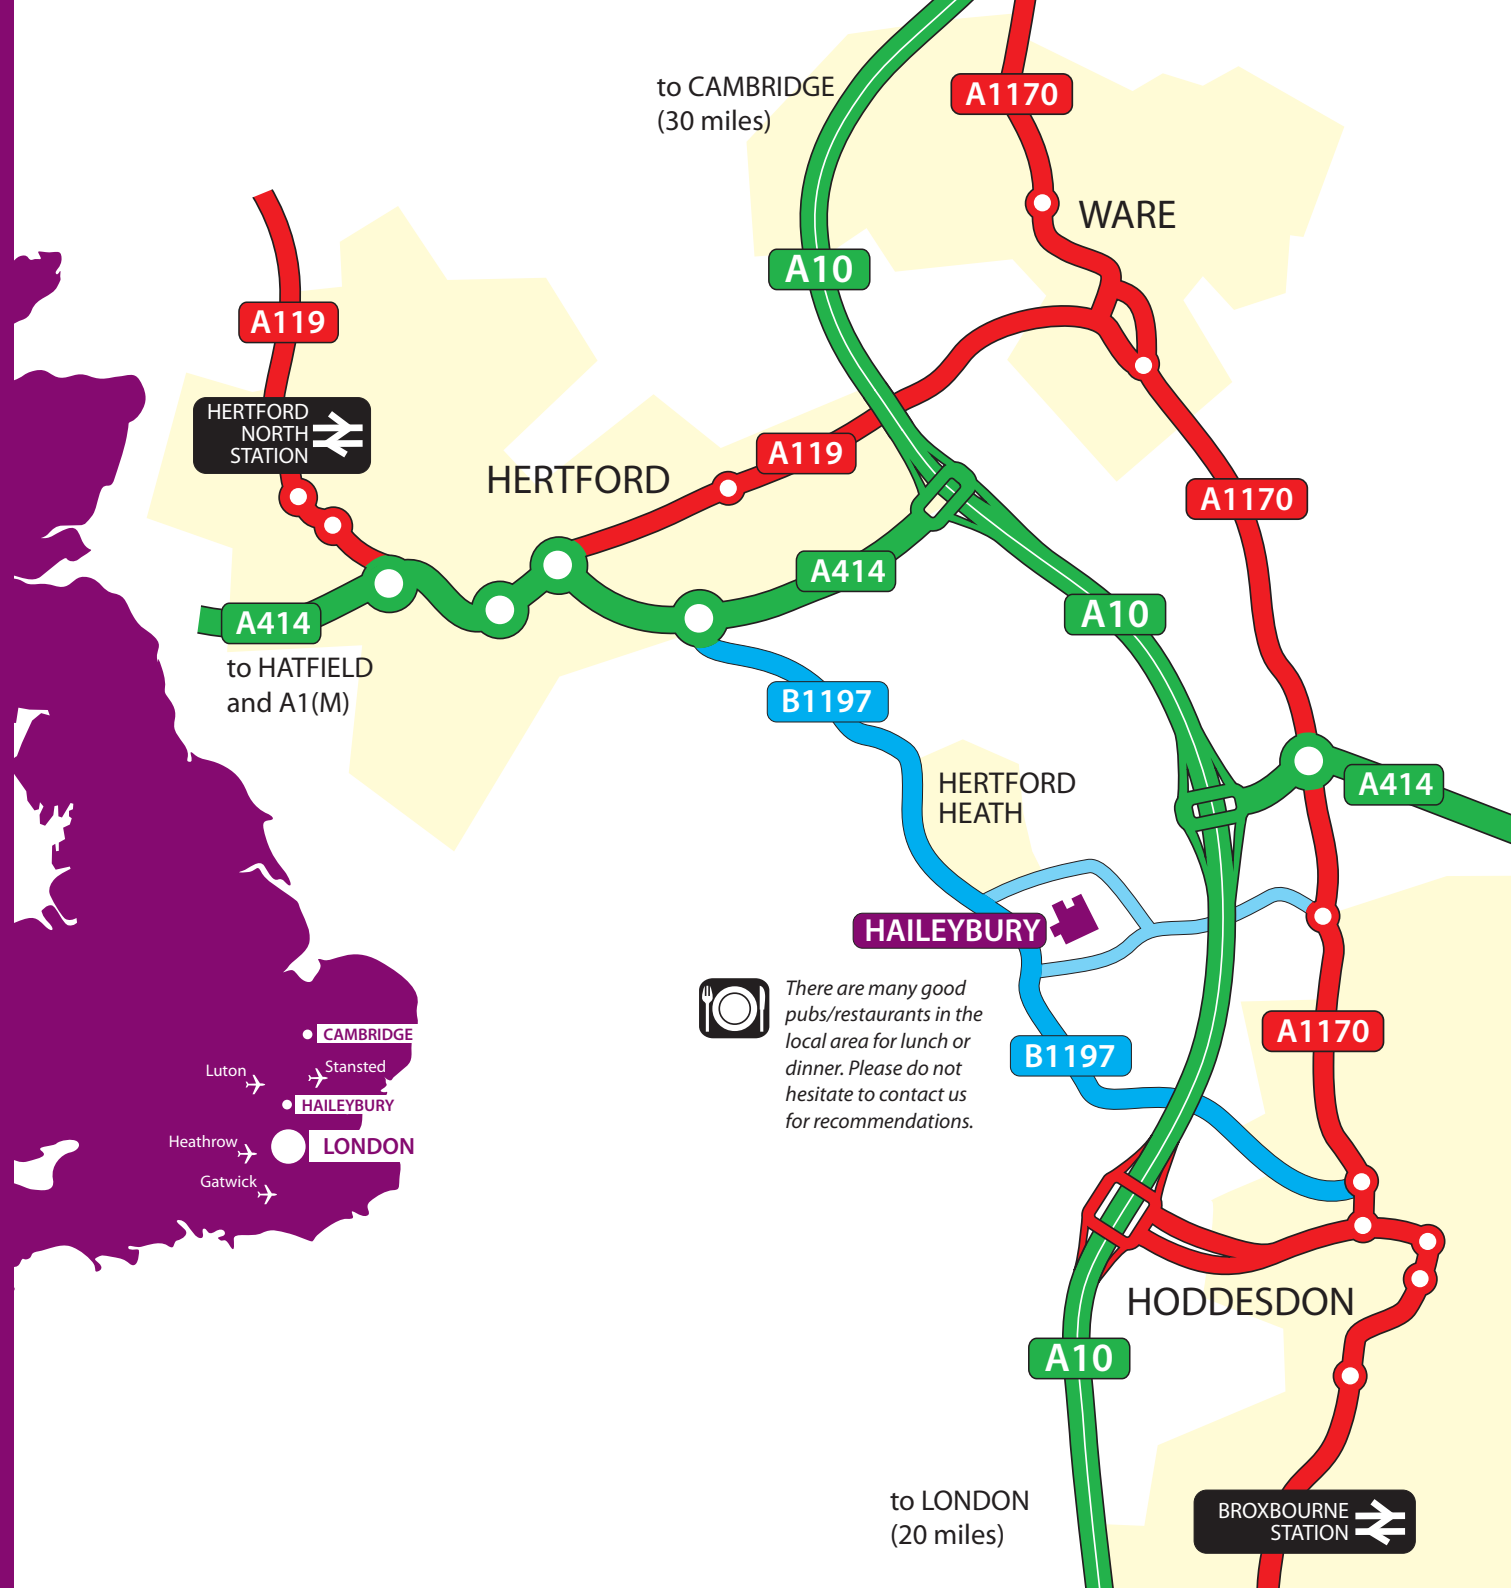 to CAMBRIDGE
(30 miles)
A1170
WARE
A10
A119
HERTFORD
NORTH
STATION
HERTFORD
A119
A1170
A414
A414
A10
to HATFIELD
and A1(M)
B1197
HERTFORD
HEATH
A414
HAILEYBURY
There are many good
pubs/restaurants in the
local area for lunch or
dinner. Please do not
hesitate to contact us
for recommendations.
B1197
A1170
CAMBRIDGE
Luton
Stansted
HAILEYBURY
Heathrow
LONDON
Gatwick
HODDESDON
A10
to LONDON
(20 miles)
BROXBOURNE
STATION